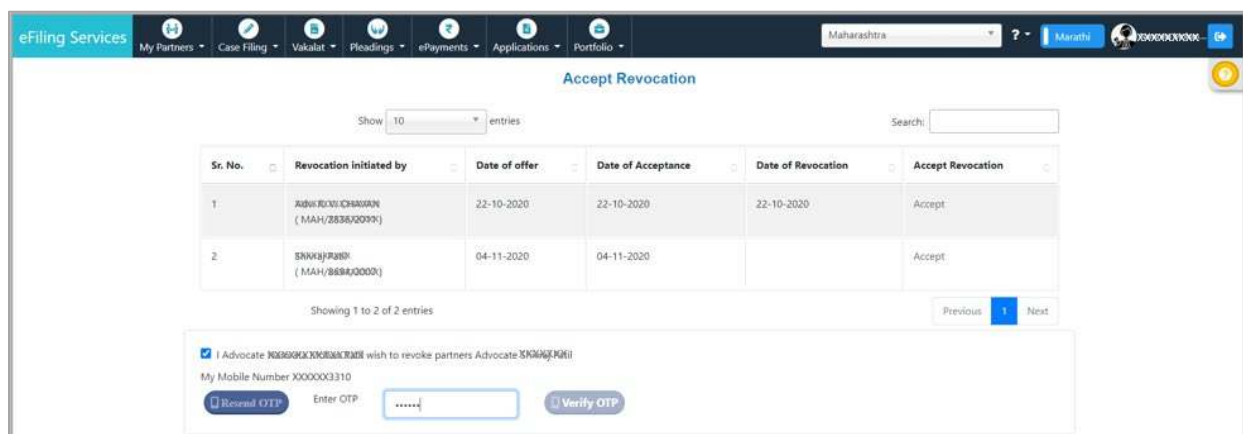 eFiling Services
My Partners Case Filing Vakalat Pleadings ePayments Applications Portfolio
Maharashtra ? Marathi
Accept Revocation
Show 10 entries Search:
Sr. No. Revocation initiated by Date of offer Date of Acceptance Date of Revocation Accept Revocation
1 22-10-2020 22-10-2020 22-10-2020 Accept
( MAH/
2 04-11-2020 04-11-2020 Accept
( MAH/
Showing 1 to 2 of 2 entries Previous 1 Next
I Advocate wish to revoke partners Advocate
My Mobile Number XXXXXX3310
Resend OTP Enter OTP •••••• Verify OTP